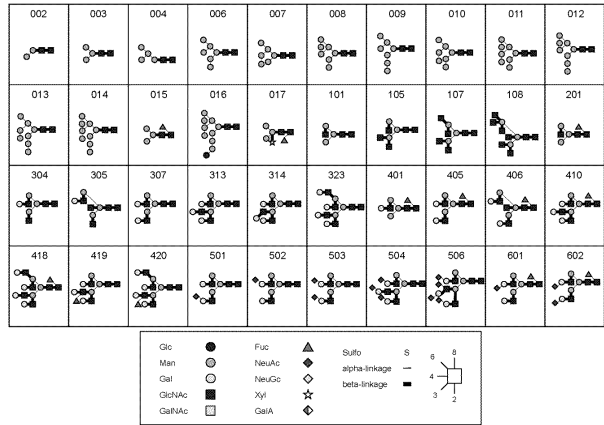 002 003 004 006 007 008 009 010 011 012
013 014 015 016 017 101 105 107 108 201
304 305 307 313 314 323 401 405 406 410
418 419 420 501 502 503 504 506 601 602
Glc Fuc Sulfo S 6 8
Man NeuAc alpha-linkage 4
Gal NeuGc beta-linkage 3 2
GlcNAc Xyl
GalNAc GalA